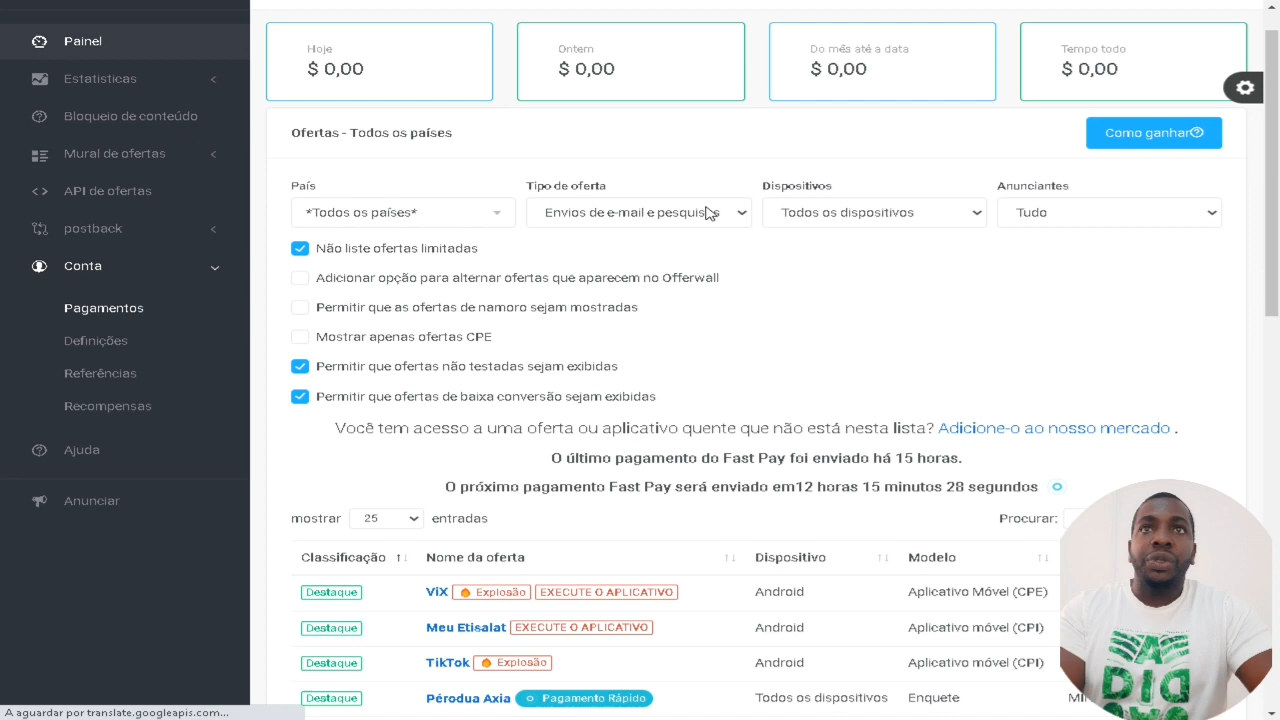 Painel
Estatísticas
Bloqueio de conteúdo
Mural de ofertas
API de ofertas
postback
Conta
Pagamentos
Definições
Referências
Recompensas
Ajuda
Anunciar
A aguardar por translate.googleapis.com...
Hoje
$ 0,00
Ontem
$ 0,00
Do mês até a data
$ 0,00
Tempo todo
$ 0,00
Ofertas - Todos os países
Como ganhar
País
*Todos os países*
Tipo de oferta
Envios de e-mail e pesquisas
Dispositivos
Todos os dispositivos
Anunciantes
Tudo
Não liste ofertas limitadas
Adicionar opção para alternar ofertas que aparecem no Offerwall
Permitir que as ofertas de namoro sejam mostradas
Mostrar apenas ofertas CPE
Permitir que ofertas não testadas sejam exibidas
Permitir que ofertas de baixa conversão sejam exibidas
Você tem acesso a uma oferta ou aplicativo quente que não está nesta lista? Adicione-o ao nosso mercado .
O último pagamento do Fast Pay foi enviado há 15 horas.
O próximo pagamento Fast Pay será enviado em12 horas 15 minutos 28 segundos
mostrar 25 entradas
Procurar:
Classificação Nome da oferta Dispositivo Modelo
Destaque ViX Explosão EXECUTE O APLICATIVO Android Aplicativo Móvel (CPE)
Destaque Meu Etisalat EXECUTE O APLICATIVO Android Aplicativo móvel (CPI)
Destaque TikTok Explosão Android Aplicativo móvel (CPI)
Destaque Pérodua Axia Pagamento Rápido Todos os dispositivos Enquete